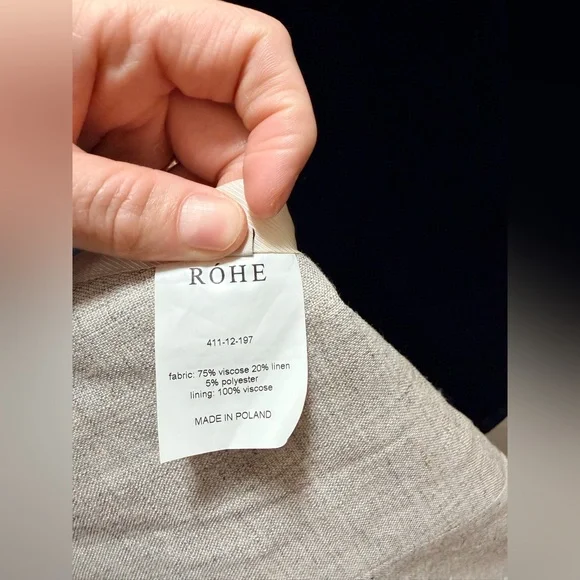 RÓHE
411-12-197
fabric: 75% viscose 20% linen
5% polyester
lining: 100% viscose
MADE IN POLAND